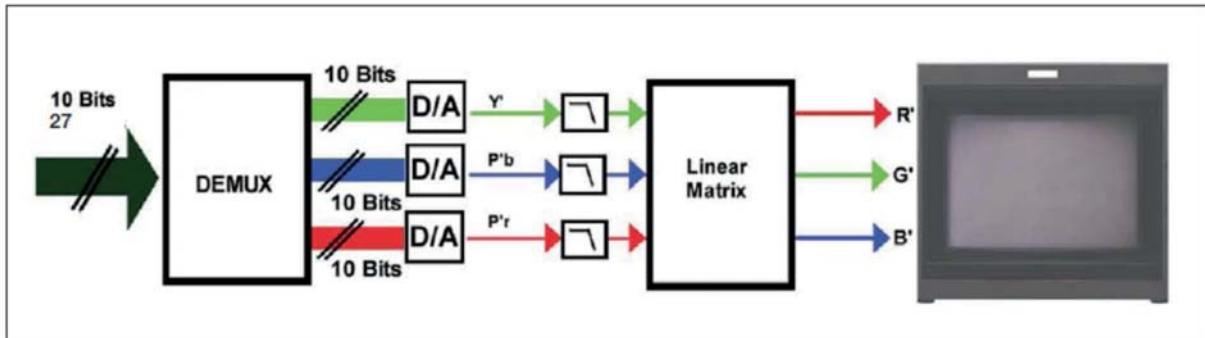 10 Bits
27
DEMUX
10 Bits
10 Bits
10 Bits
D/A
D/A
D/A
Y'
P'b
P'r
Linear
Matrix
R'
G'
B'